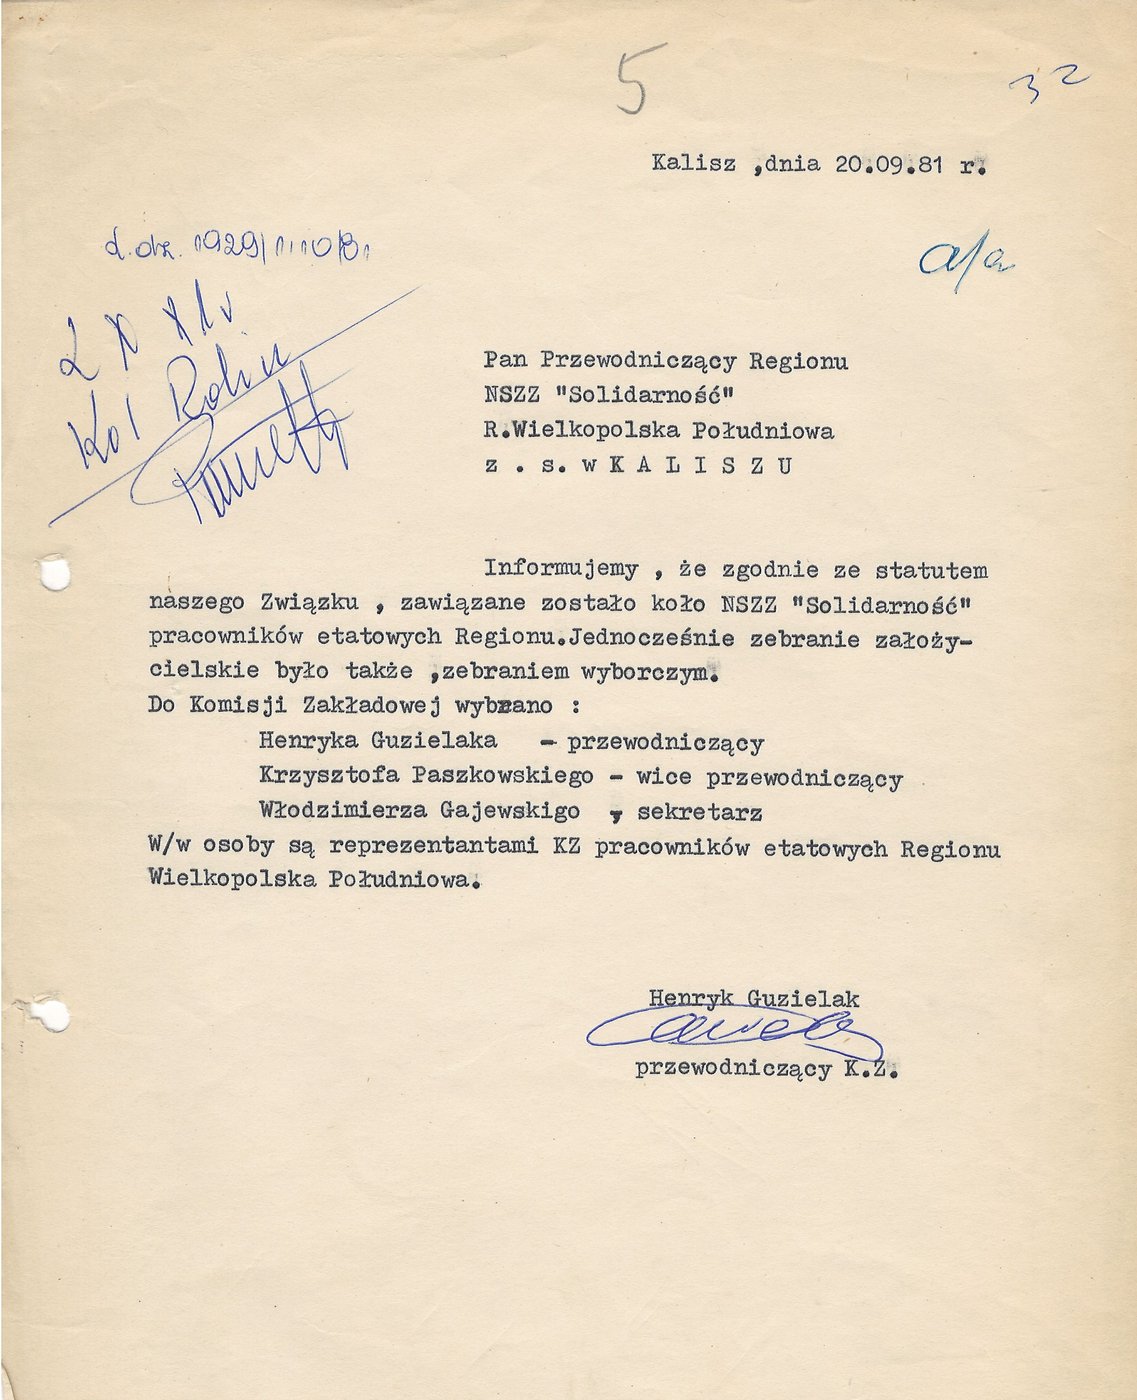 5
32
Kalisz ,dnia 20.09.81 r.
a/a
Pan Przewodniczący Regionu
NSZZ "Solidarność"
R.Wielkopolska Południowa
z . s. w K A L I S Z U
Informujemy , że zgodnie ze statutem
naszego Związku , zawiązane zostało koło NSZZ "Solidarność"
pracowników etatowych Regionu.Jednocześnie zebranie założy-
cielskie było także ,zebraniem wyborczym.
Do Komisji Zakładowej wybrano :
Henryka Guzielaka - przewodniczący
Krzysztofa Paszkowskiego - wice przewodniczący
Włodzimierza Gajewskigo - sekretarz
W/w osoby są reprezentantami KZ pracowników etatowych Regionu
Wielkopolska Południowa.
Henryk Guzielak
przewodniczący K.Z.